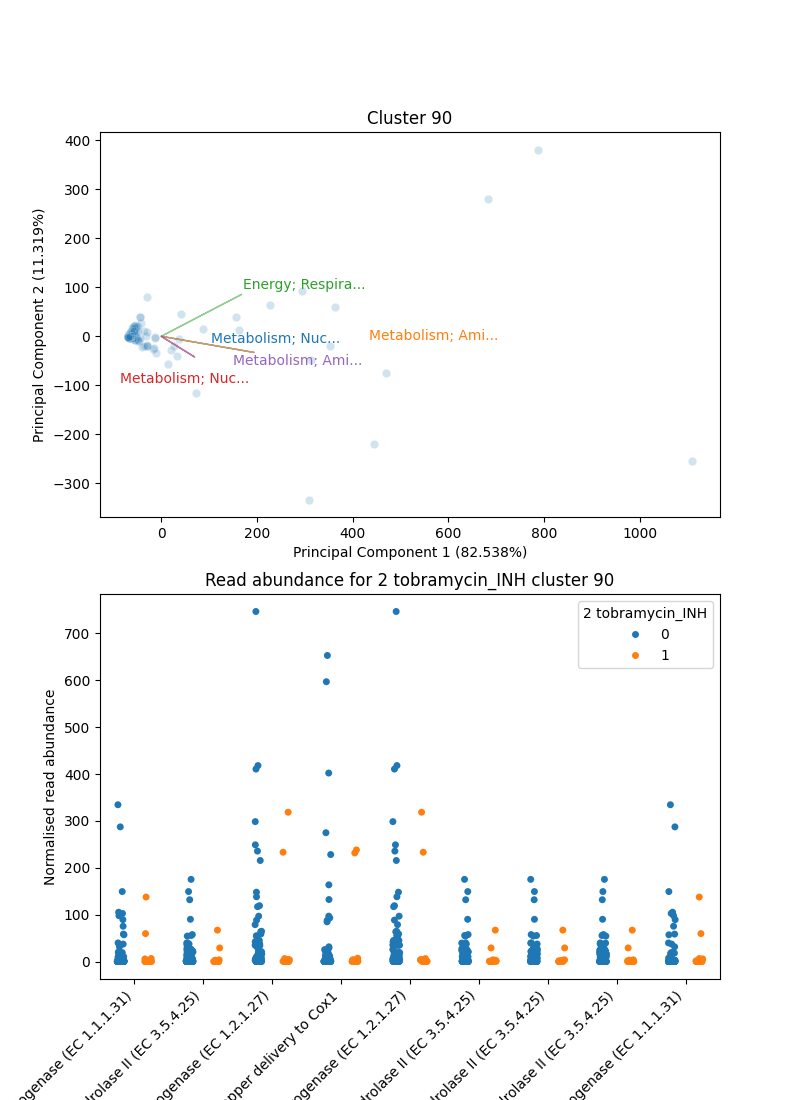 Cluster 90
400
300
200
100
0
−100
−200
−300
Principal Component 2 (11.319%)
Energy; Respira...
Metabolism; Nuc...
Metabolism; Ami...
Metabolism; Ami...
Metabolism; Nuc...
0
200
400
600
800
1000
Principal Component 1 (82.538%)
Read abundance for 2 tobramycin_INH cluster 90
700
600
500
400
300
200
100
0
Normalised read abundance
2 tobramycin_INH
0
1
ogenase (EC 1.1.1.31)
drolase II (EC 3.5.4.25)
ogenase (EC 1.2.1.27)
pper delivery to Cox1
ogenase (EC 1.2.1.27)
drolase II (EC 3.5.4.25)
drolase II (EC 3.5.4.25)
drolase II (EC 3.5.4.25)
ogenase (EC 1.1.1.31)